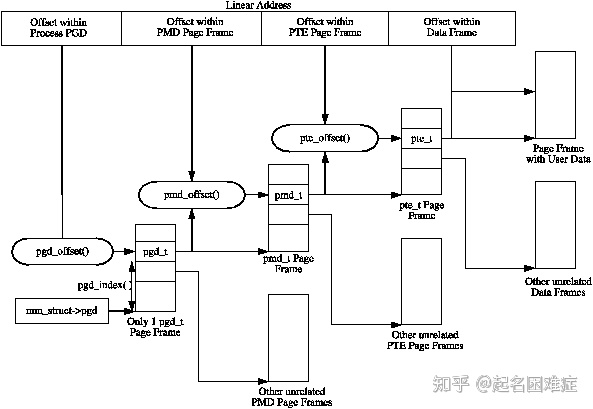 Linear Address
Offset within
Process PGD
Offset within
PMD Page Frame
Offset within
PTE Page Frame
Offset within
Data Frame
pte_offset()
pte_t
Page Frame
with User Data
pmd_offset()
pmd_t
pte_t Page
Frame
pgd_offset()
pgd_t
pmd_t Page
Frame
pgd_index()
Other unrelated
Data Frames
mm_struct->pgd
Only 1 pgd_t
Page Frame
Other unrelated
PTE Page Frames
Other unrelated
PMD Page Frames
知乎 @起名困难症